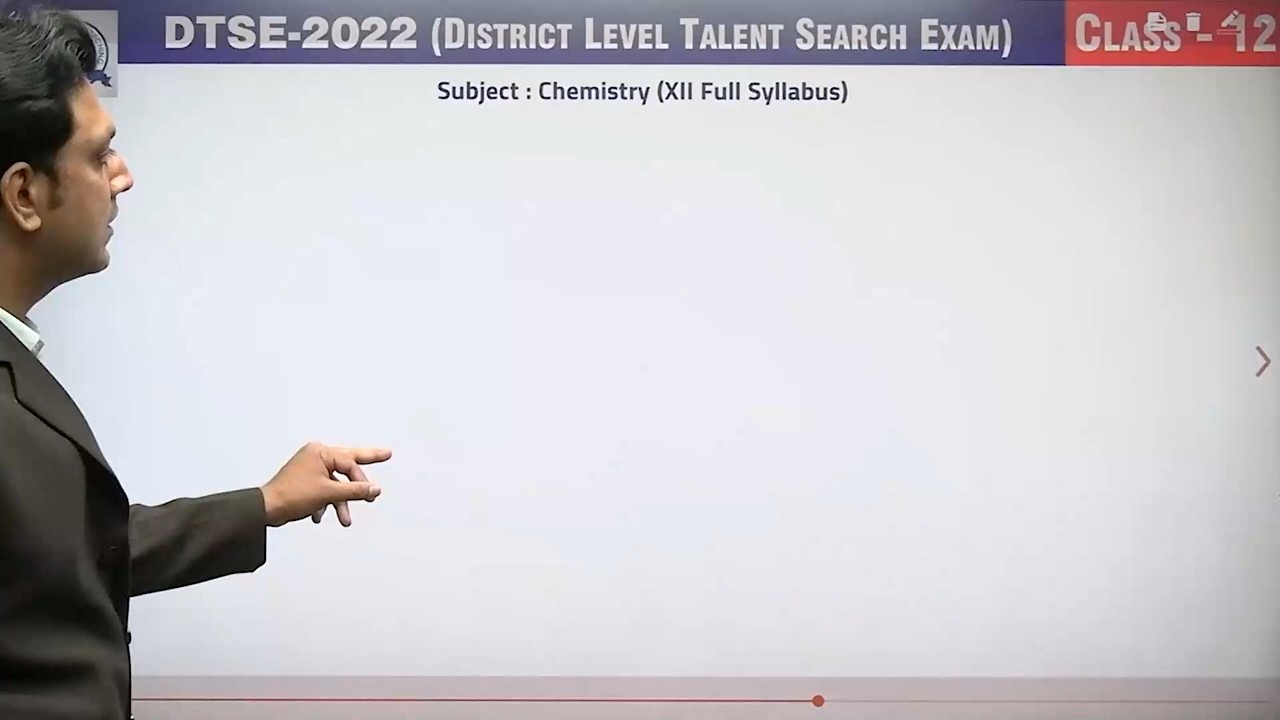 DTSE-2022 (DISTRICT LEVEL TALENT SEARCH EXAM)
CLASS - 12
Subject : Chemistry (XII Full Syllabus)